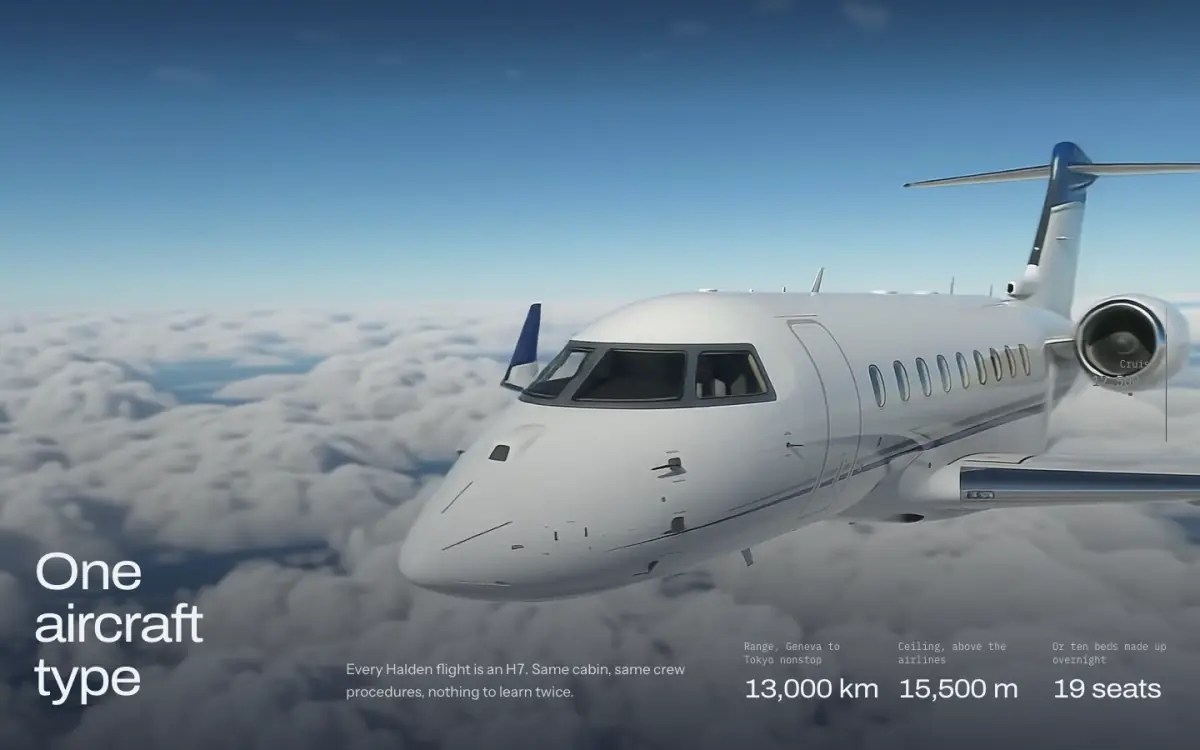 One
aircraft
type
Every Halden flight is an H7. Same cabin, same crew
procedures, nothing to learn twice.
Range, Geneva to
Tokyo nonstop
13,000 km
Ceiling, above the
airlines
15,500 m
Or ten beds made up
overnight
19 seats